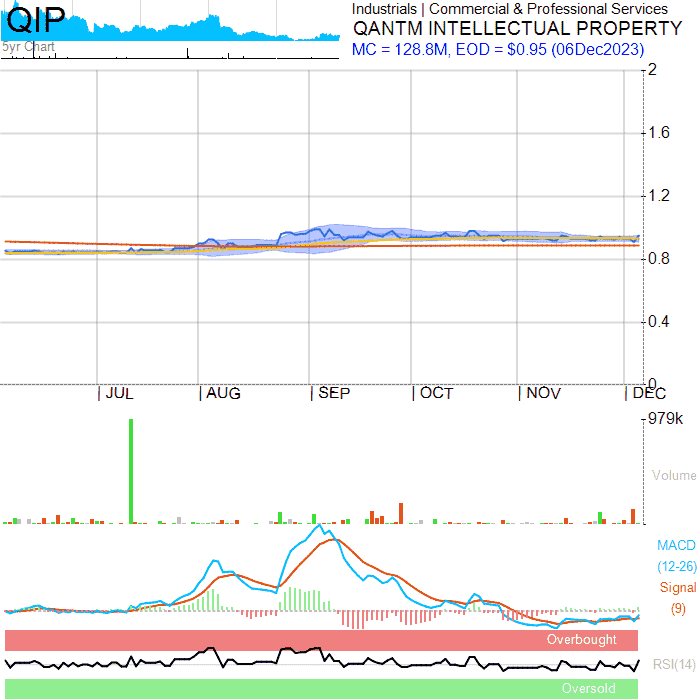 QIP
5yr Chart
Industrials | Commercial & Professional Services
QANTM INTELLECTUAL PROPERTY
MC = 128.8M, EOD = $0.95 (06Dec2023)
2
1.6
1.2
0.8
0.4
0
| JUL
| AUG
| SEP
| OCT
| NOV
| DEC
979k
Volume
MACD
(12-26)
Signal
(9)
Overbought
RSI(14)
Oversold